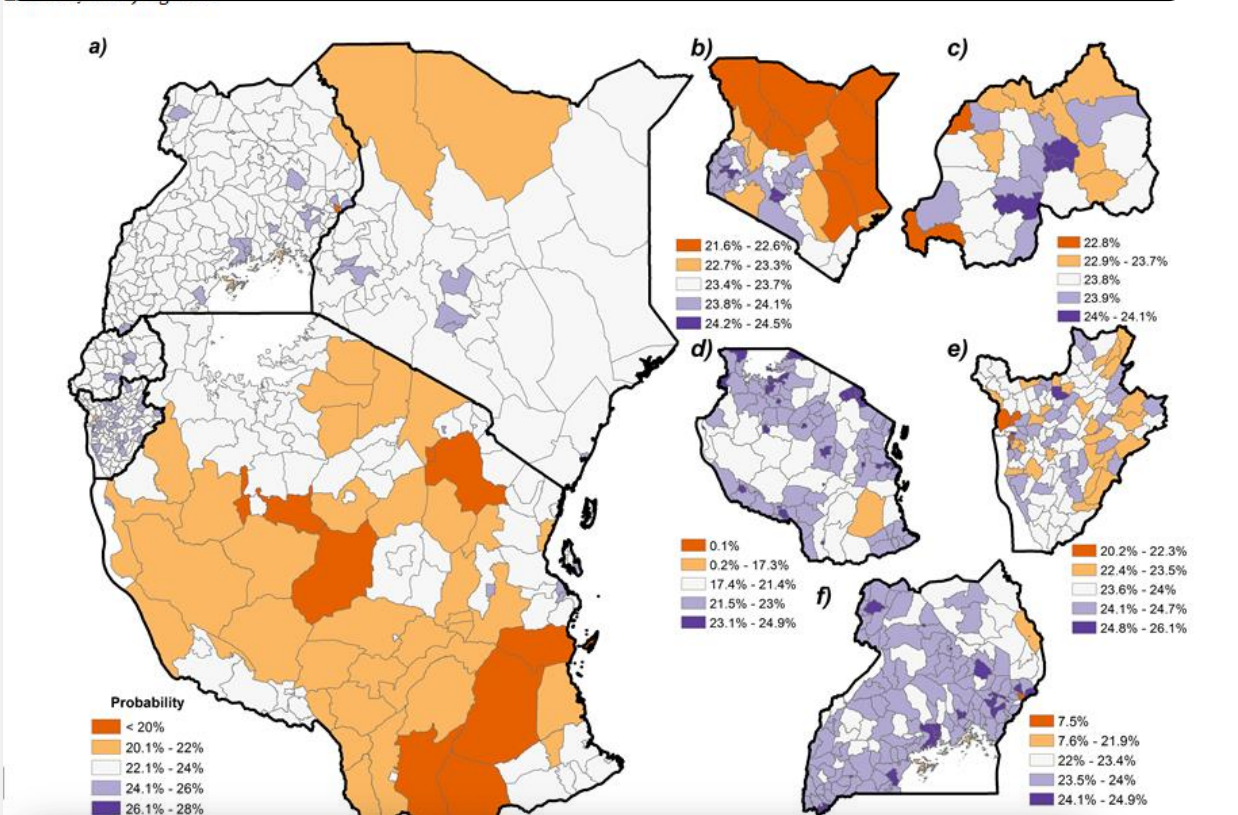 a)
b)
c)
21.6% - 22.6%
22.7% - 23.3%
23.4% - 23.7%
23.8% - 24.1%
24.2% - 24.5%
22.8%
22.9% - 23.7%
23.8%
23.9%
24% - 24.1%
d)
e)
0.1%
0.2% - 17.3%
17.4% - 21.4%
21.5% - 23%
23.1% - 24.9%
20.2% - 22.3%
22.4% - 23.5%
23.6% - 24%
24.1% - 24.7%
24.8% - 26.1%
f)
Probability
< 20%
20.1% - 22%
22.1% - 24%
24.1% - 26%
26.1% - 28%
7.5%
7.6% - 21.9%
22% - 23.4%
23.5% - 24%
24.1% - 24.9%